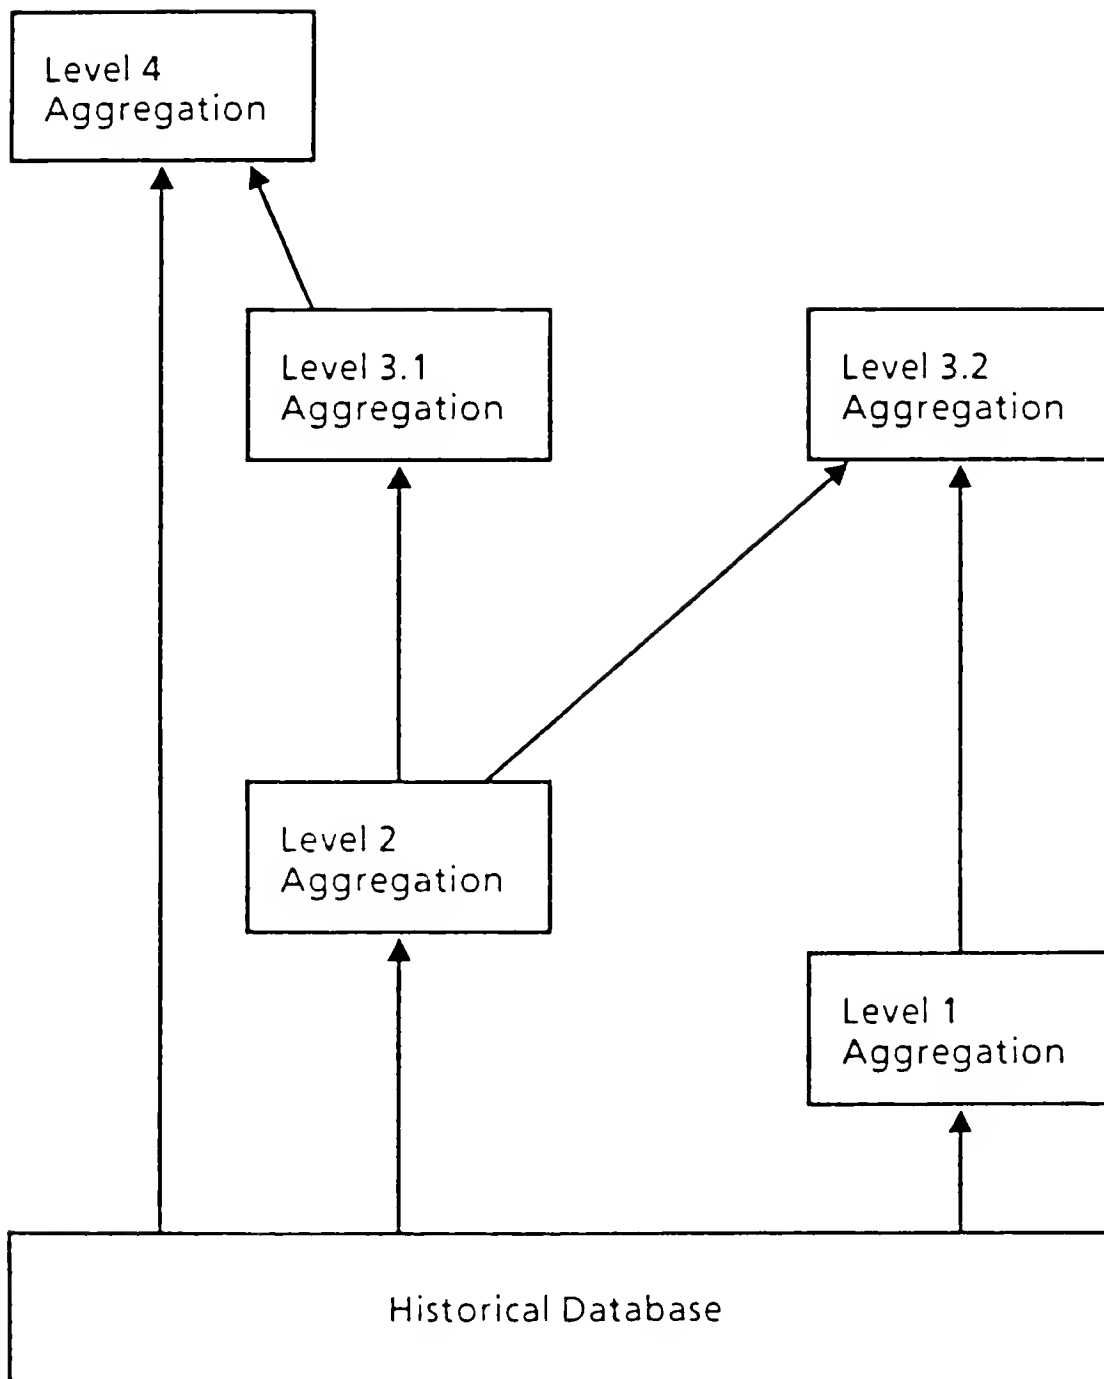 Level 4
Aggregation
Level 3.1
Aggregation
Level 3.2
Aggregation
Level 2
Aggregation
Level 1
Aggregation
Historical Database